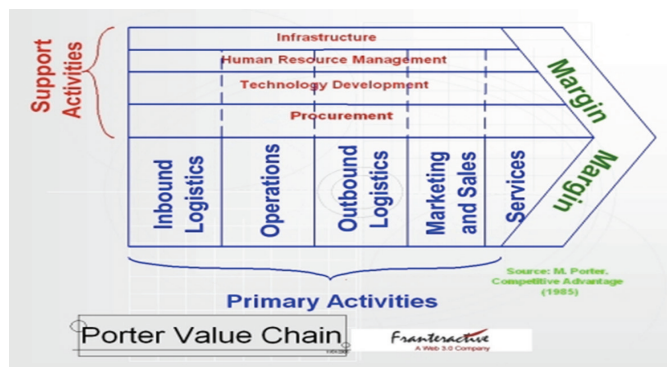 Infrastructure
Human Resource Management
Technology Development
Procurement
Support
Activities
Margin
Margin
Inbound
Logistics
Operations
Outbound
Logistics
Marketing
and Sales
Services
Primary Activities
Source: M. Porter,
Competitive Advantage
(1985)
Porter Value Chain
Franteractive
A Web 3.0 Company